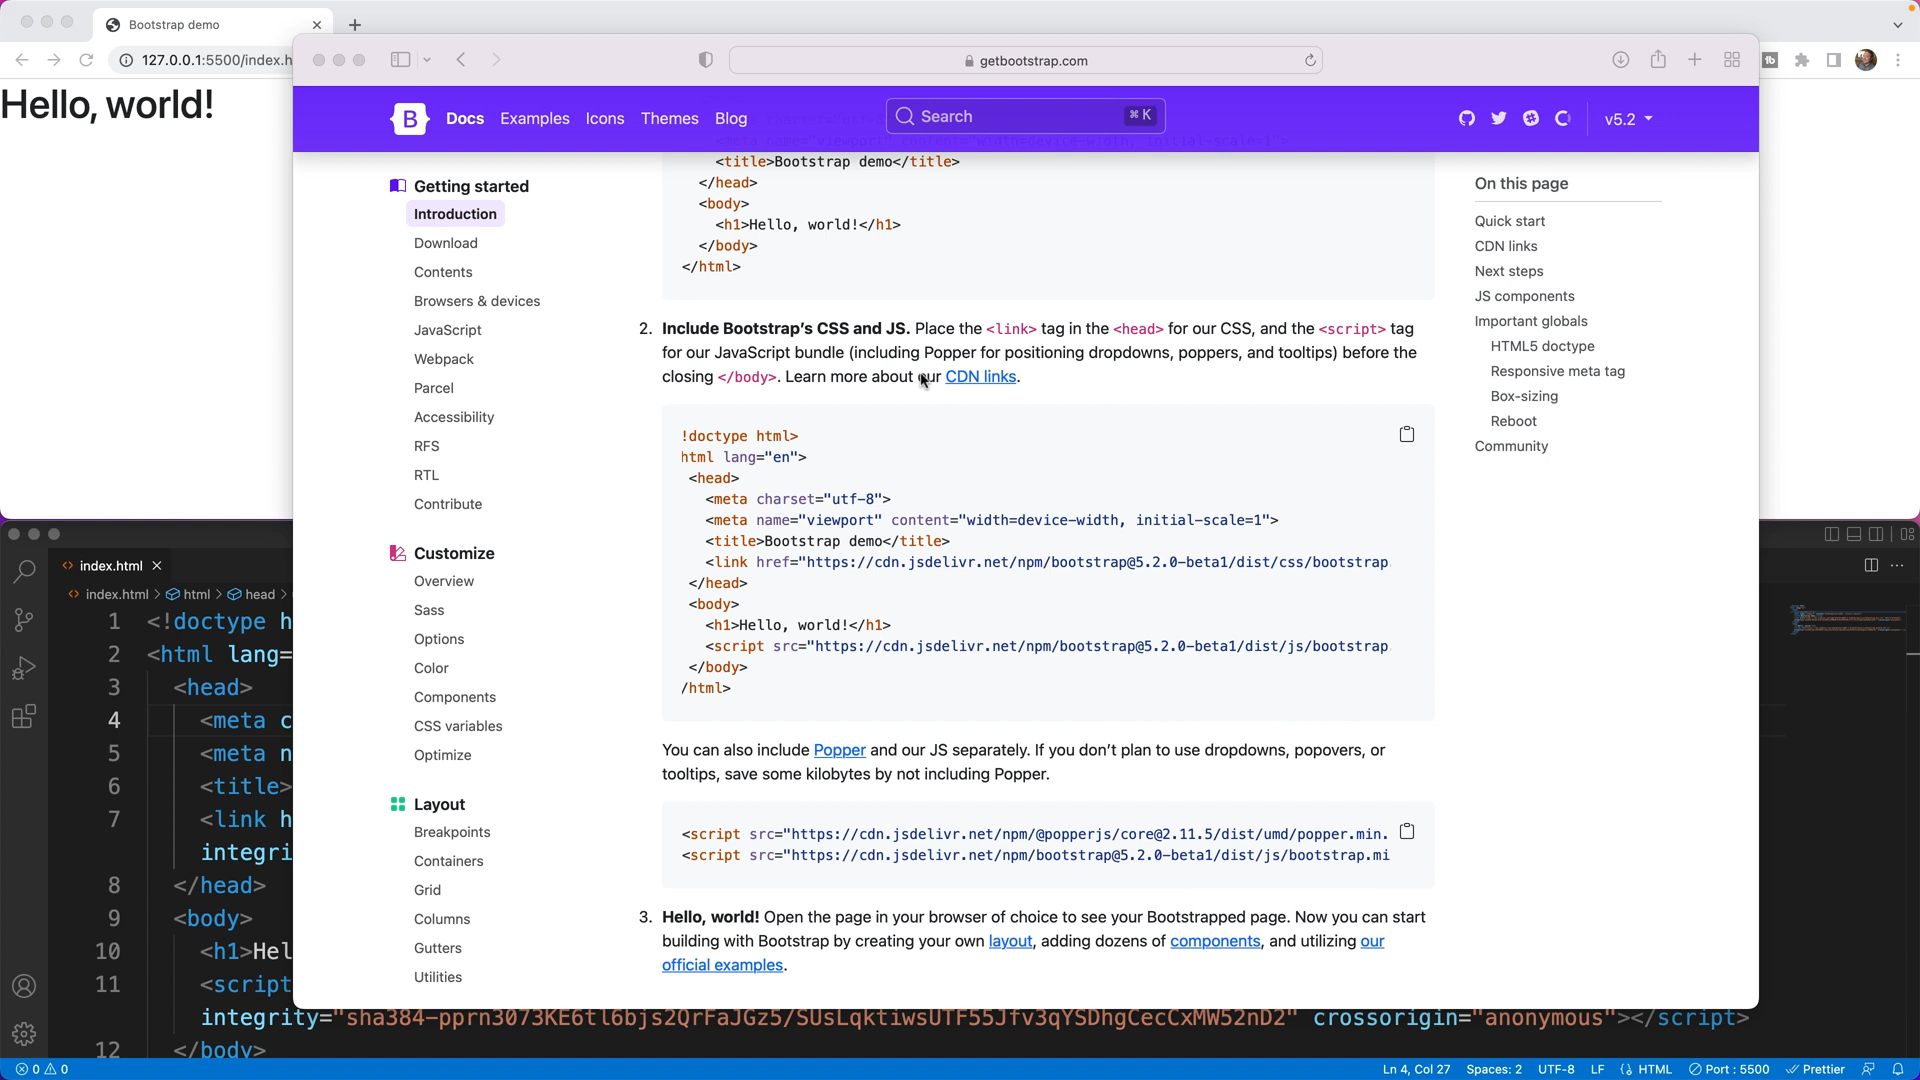 Bootstrap demo
127.0.0.1:5500/index.h
Hello, world!
getbootstrap.com
B Docs Examples Icons Themes Blog
Search ⌘ K
v5.2
Getting started
Introduction
Download
Contents
Browsers & devices
JavaScript
Webpack
Parcel
Accessibility
RFS
RTL
Contribute
Customize
Overview
Sass
Options
Color
Components
CSS variables
Optimize
Layout
Breakpoints
Containers
Grid
Columns
Gutters
Utilities
<meta name="viewport" content="width=device-width, initial-scale=1">
<title>Bootstrap demo</title>
</head>
<body>
<h1>Hello, world!</h1>
</body>
</html>
2. Include Bootstrap's CSS and JS. Place the <link> tag in the <head> for our CSS, and the <script> tag
for our JavaScript bundle (including Popper for positioning dropdowns, poppers, and tooltips) before the
closing </body>. Learn more about our CDN links.
!doctype html>
html lang="en">
<head>
<meta charset="utf-8">
<meta name="viewport" content="width=device-width, initial-scale=1">
<title>Bootstrap demo</title>
<link href="https://cdn.jsdelivr.net/npm/bootstrap@5.2.0-beta1/dist/css/bootstrap.
</head>
<body>
<h1>Hello, world!</h1>
<script src="https://cdn.jsdelivr.net/npm/bootstrap@5.2.0-beta1/dist/js/bootstrap.
</body>
/html>
You can also include Popper and our JS separately. If you don't plan to use dropdowns, popovers, or
tooltips, save some kilobytes by not including Popper.
<script src="https://cdn.jsdelivr.net/npm/@popperjs/core@2.11.5/dist/umd/popper.min.
<script src="https://cdn.jsdelivr.net/npm/bootstrap@5.2.0-beta1/dist/js/bootstrap.mi
3. Hello, world! Open the page in your browser of choice to see your Bootstrapped page. Now you can start
building with Bootstrap by creating your own layout, adding dozens of components, and utilizing our
official examples.
On this page
Quick start
CDN links
Next steps
JS components
Important globals
HTML5 doctype
Responsive meta tag
Box-sizing
Reboot
Community
index.html
index.html > html > head >
1 <!doctype h
2 <html lang=
3 <head>
4 <meta c
5 <meta n
6 <title>
7 <link h
integri
8 </head>
9 <body>
10 <h1>Hel
11 <script
integrity="sha384-pprn3073KE6tl6bjs2QrFaJGz5/SUsLqktiwsUTF55Jfv3qYSDhgCecCxMW52nD2" crossorigin="anonymous"></script>
12 </body>
0 0
Ln 4, Col 27 Spaces: 2 UTF-8 LF {} HTML Port : 5500 Prettier